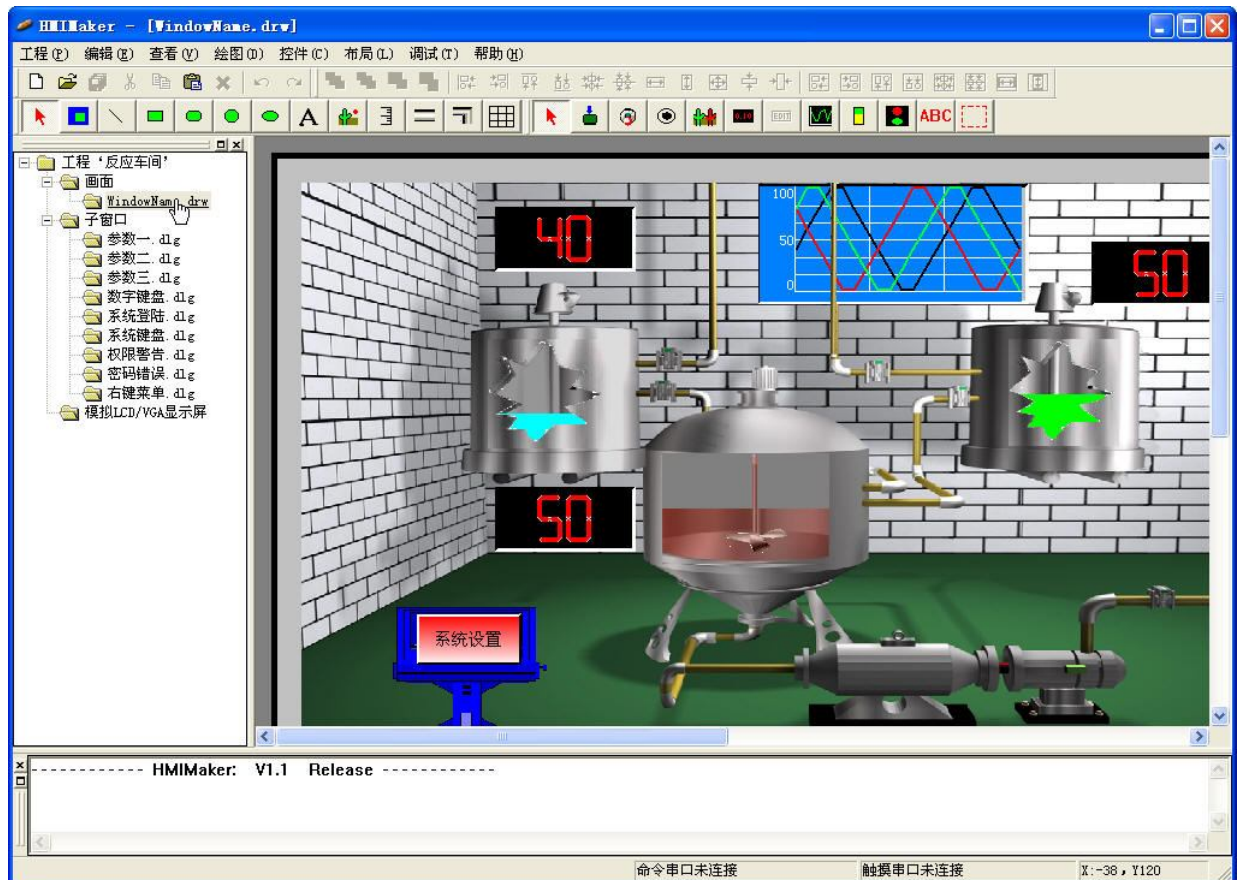 HMIMaker - [WindowName.drw]
工程(P) 编辑(E) 查看(V) 绘图(D) 控件(C) 布局(L) 调试(T) 帮助(H)
A 0.10 EDIT ABC
工程‘反应车间’
画面
WindowName.drw
子窗口
参数一.dlg
参数二.dlg
参数三.dlg
数字键盘.dlg
系统登陆.dlg
系统键盘.dlg
权限警告.dlg
密码错误.dlg
右键菜单.dlg
模拟LCD/VGA显示屏
40
100
50
0
50
50
系统设置
------------ HMIMaker: V1.1 Release ------------
命令串口未连接 触摸串口未连接 X:-38，Y120